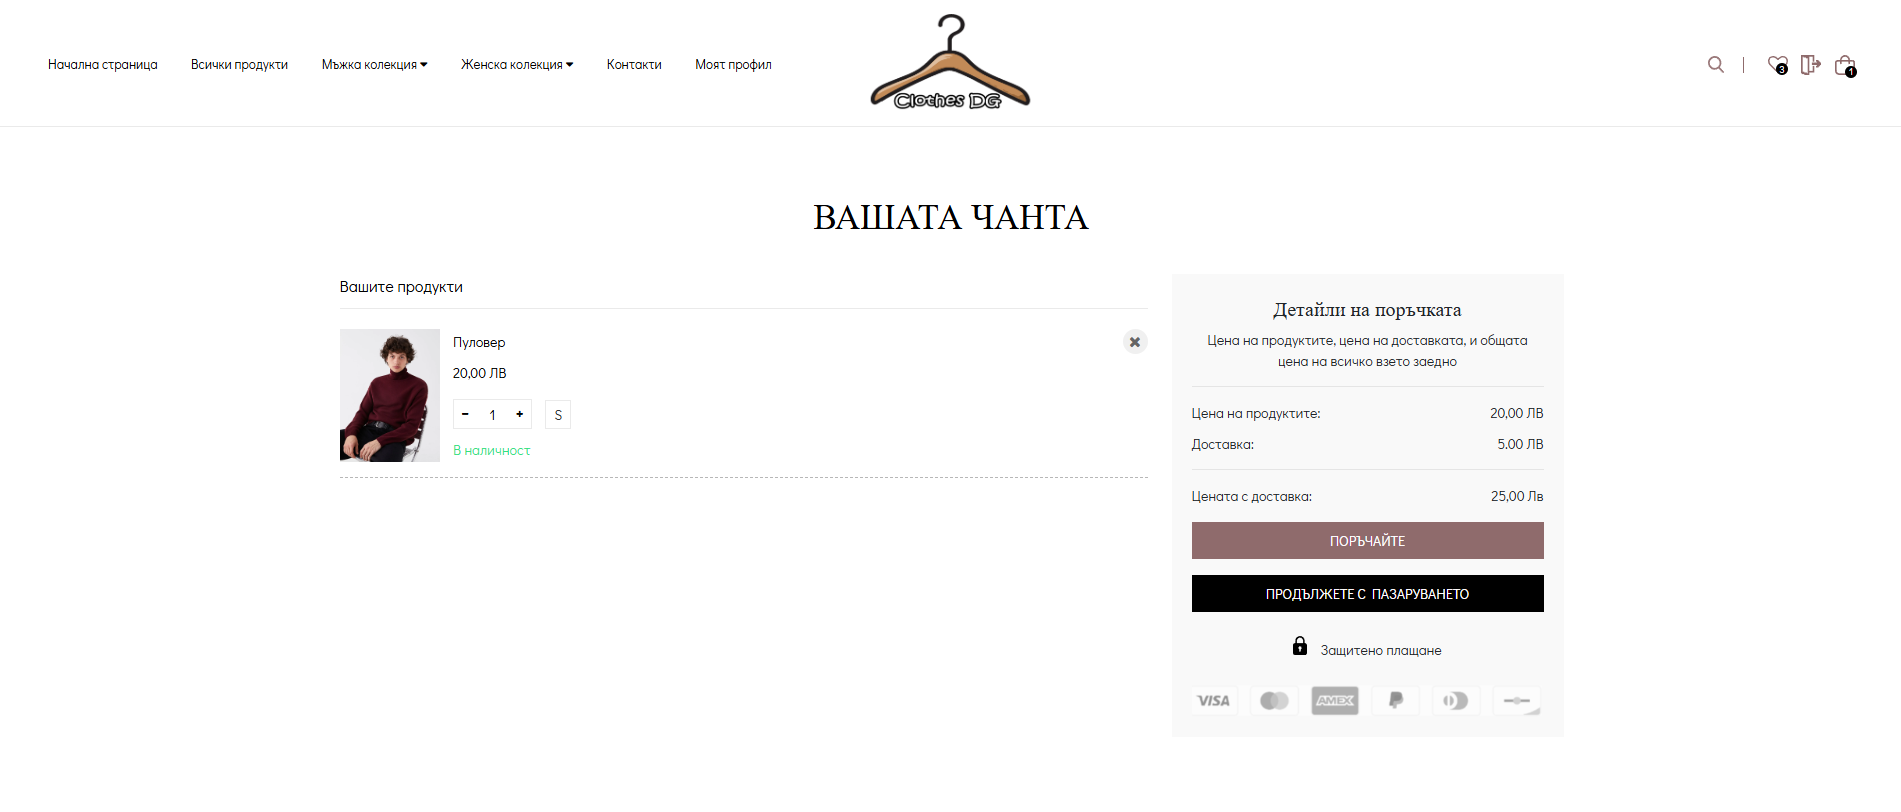 Начална страница
Всички продукти
Мъжка колекция
Женска колекция
Контакти
Моят профил
Clothes DG
3
1
ВАШАТА ЧАНТА
Вашите продукти
Пуловер
20,00 ЛВ
- 1 + S
В наличност
Детайли на поръчката
Цена на продуктите, цена на доставката, и общата
цена на всичко взето заедно
Цена на продуктите: 20,00 ЛВ
Доставка: 5.00 ЛВ
Цената с доставка: 25,00 Лв
ПОРЪЧАЙТЕ
ПРОДЪЛЖЕТЕ С ПАЗАРУВАНЕТО
Защитено плащане
VISA
AMEX